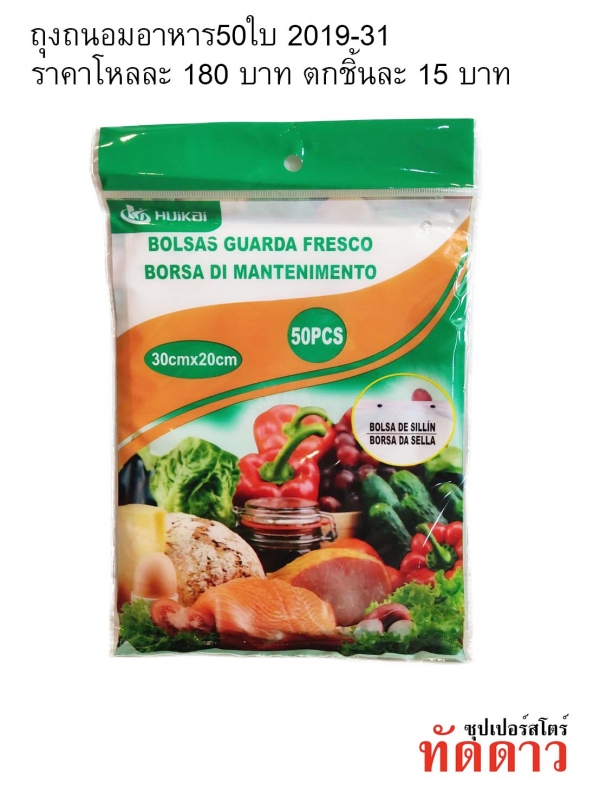 ถุงถนอมอาหาร50ใบ 2019-31
ราคาโหลละ 180 บาท ตกชิ้นละ 15 บาท
HUIKAI
BOLSAS GUARDA FRESCO
BORSA DI MANTENIMENTO
50PCS
30cmx20cm
BOLSA DE SILLÍN
BORSA DA SELLA
ซุปเปอร์สโตร์
ทัดดาว